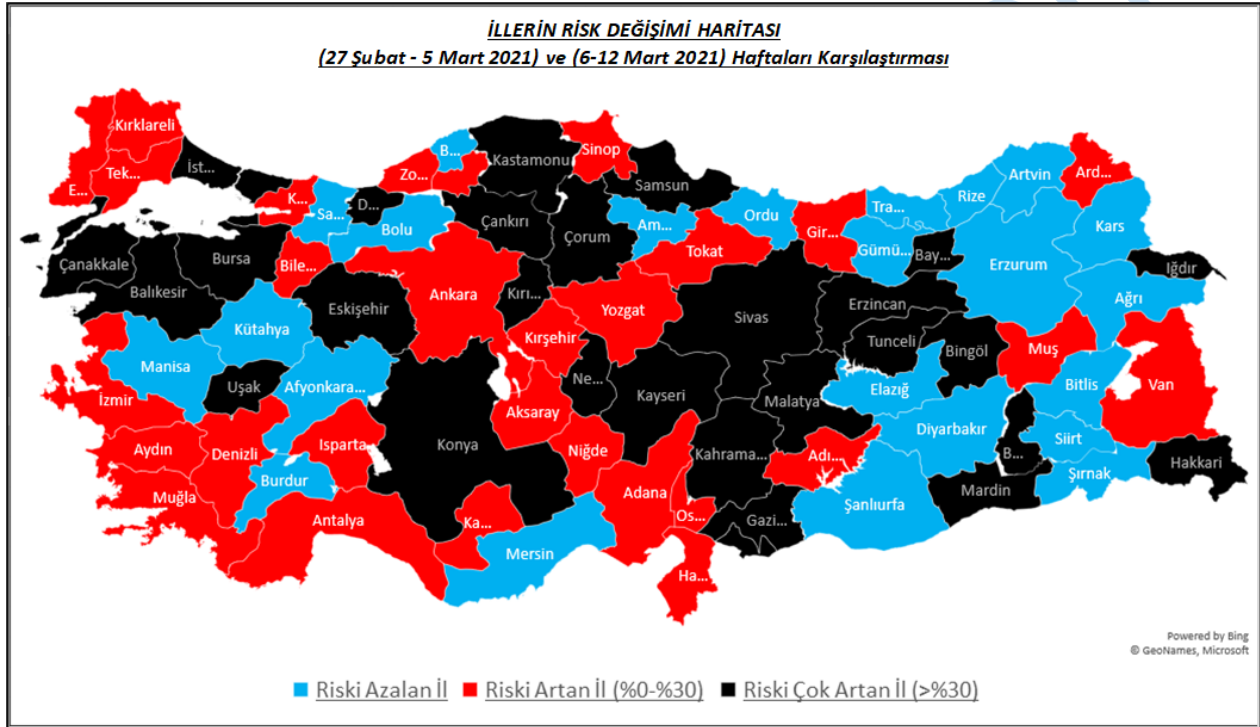 İLLERİN RİSK DEĞİŞİMİ HARİTASI
(27 Şubat - 5 Mart 2021) ve (6-12 Mart 2021) Haftaları Karşılaştırması
Kırklareli
E...
Tek...
İst...
K...
Sa...
D...
Bolu
Zo...
B...
Kastamonu
Sinop
Samsun
Çankırı
Çorum
Am...
Ordu
Tokat
Gir...
Tra...
Gümü...
Bay...
Rize
Artvin
Ard...
Kars
Iğdır
Ağrı
Erzurum
Çanakkale
Balıkesir
Bursa
Bile...
Eskişehir
Kütahya
Ankara
Kırı...
Kırşehir
Yozgat
Sivas
Erzincan
Tunceli
Bingöl
Muş
Bitlis
Van
Manisa
Uşak
Afyonkara...
İzmir
Aydın
Denizli
Isparta
Burdur
Muğla
Antalya
Konya
Aksaray
Ne...
Niğde
Kayseri
Malatya
Elazığ
Diyarbakır
B...
Siirt
Şırnak
Hakkari
Mardin
Şanlıurfa
Adı...
Kahrama...
Gazi...
Adana
Os...
Ha...
Ka...
Mersin
Powered by Bing
© GeoNames, Microsoft
Riski Azalan İl Riski Artan İl (%0-%30) Riski Çok Artan İl (>%30)